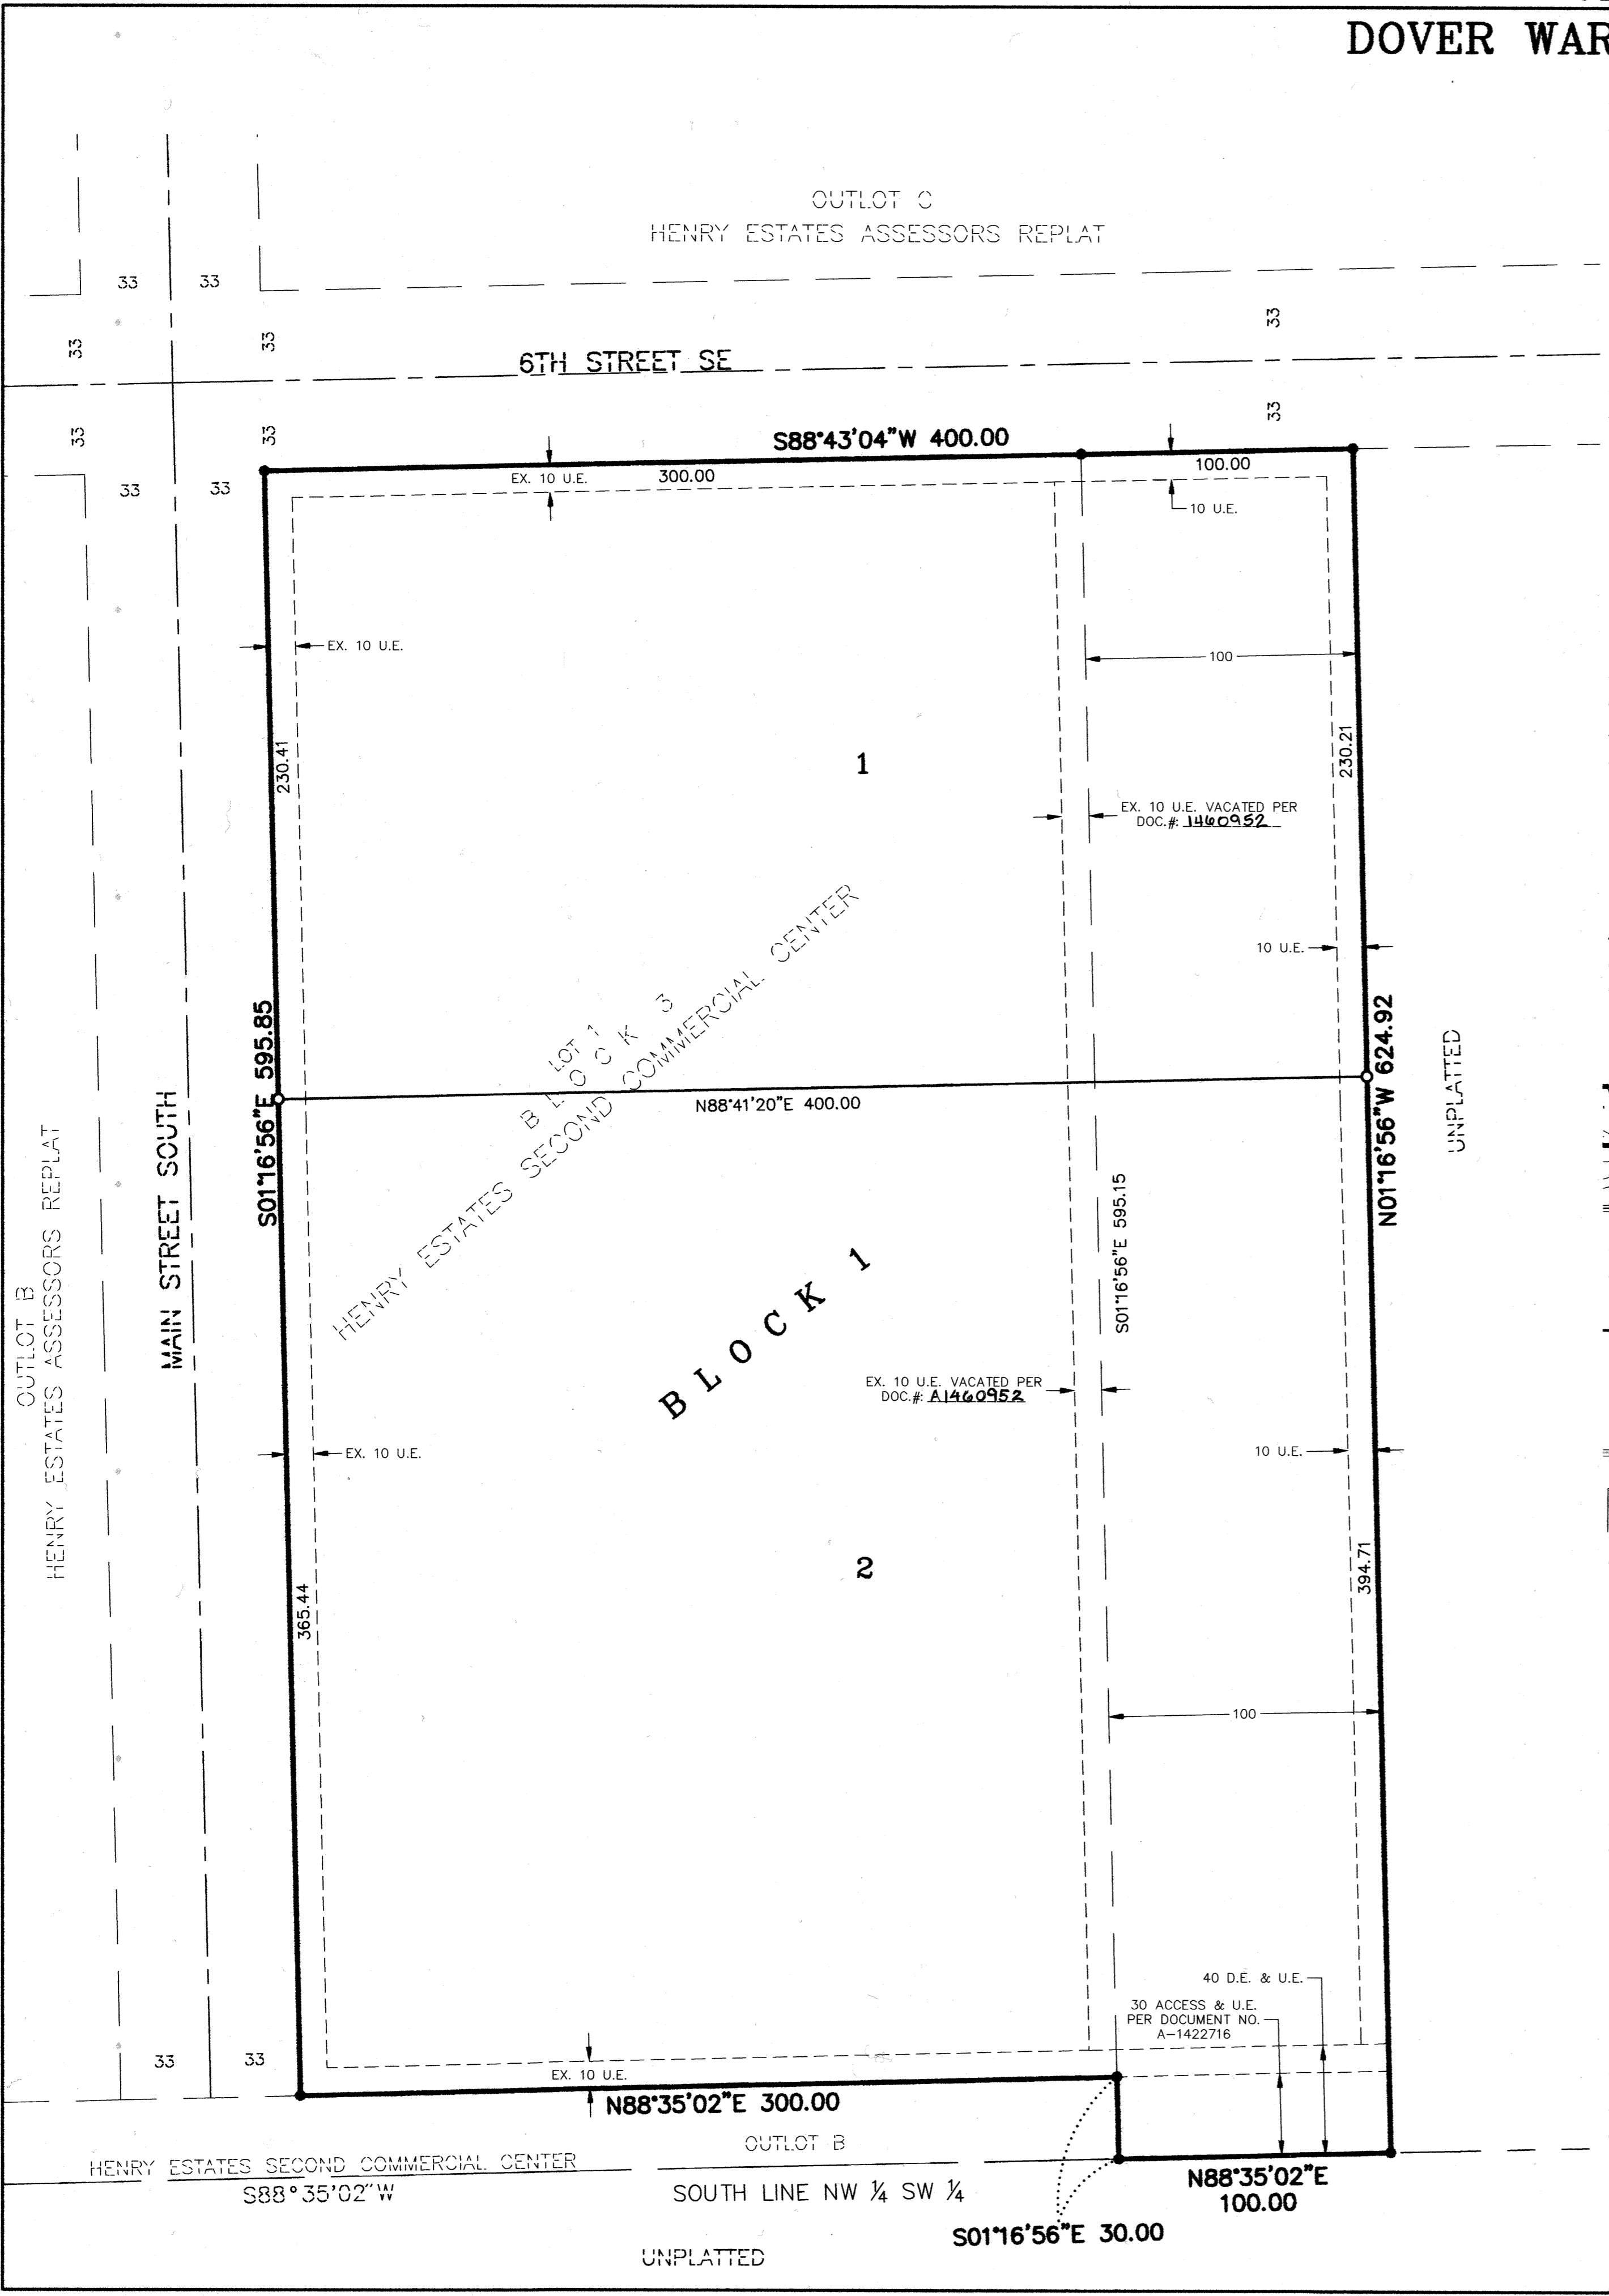 DOVER WAR
OUTLOT C
HENRY ESTATES ASSESSORS REPLAT
33
33
33
33
33
6TH STREET SE
33
33
33
S88°43'04"W 400.00
33
33
EX. 10 U.E.
300.00
100.00
10 U.E.
EX. 10 U.E.
100
230.41
1
230.21
EX. 10 U.E. VACATED PER
DOC.#: 1460952
10 U.E.
S01°16'56"E 595.85
LOT 1
BLOCK 3
HENRY ESTATES SECOND COMMERCIAL CENTER
N01°16'56"W 624.92
UNPLATTED
N88°41'20"E 400.00
MAIN STREET SOUTH
OUTLOT B
HENRY ESTATES ASSESSORS REPLAT
S01°16'56"E 595.15
BLOCK 1
EX. 10 U.E. VACATED PER
DOC.#: A1460952
EX. 10 U.E.
10 U.E.
2
365.44
394.71
100
40 D.E. & U.E.
30 ACCESS & U.E.
PER DOCUMENT NO.
A-1422716
33
33
EX. 10 U.E.
N88°35'02"E 300.00
OUTLOT B
HENRY ESTATES SECOND COMMERCIAL CENTER
S88°35'02"W
SOUTH LINE NW ¼ SW ¼
N88°35'02"E
100.00
S01°16'56"E 30.00
UNPLATTED